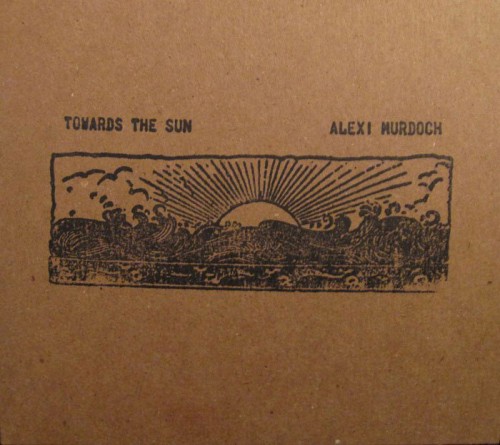 TOWARDS THE SUN ALEXI MURDOCH